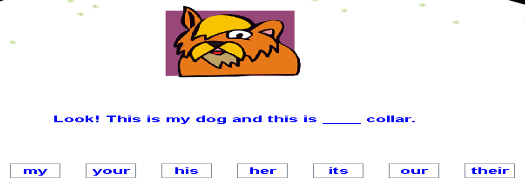 Look! This is my dog and this is _____ collar.
my your his her its our their